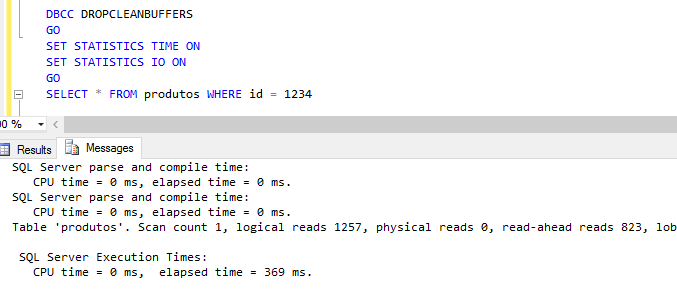 DBCC DROPCLEANBUFFERS
GO
SET STATISTICS TIME ON
SET STATISTICS IO ON
GO
SELECT * FROM produtos WHERE id = 1234
00 %
Results Messages
SQL Server parse and compile time:
CPU time = 0 ms, elapsed time = 0 ms.
SQL Server parse and compile time:
CPU time = 0 ms, elapsed time = 0 ms.
Table 'produtos'. Scan count 1, logical reads 1257, physical reads 0, read-ahead reads 823, lob
SQL Server Execution Times:
CPU time = 0 ms, elapsed time = 369 ms.